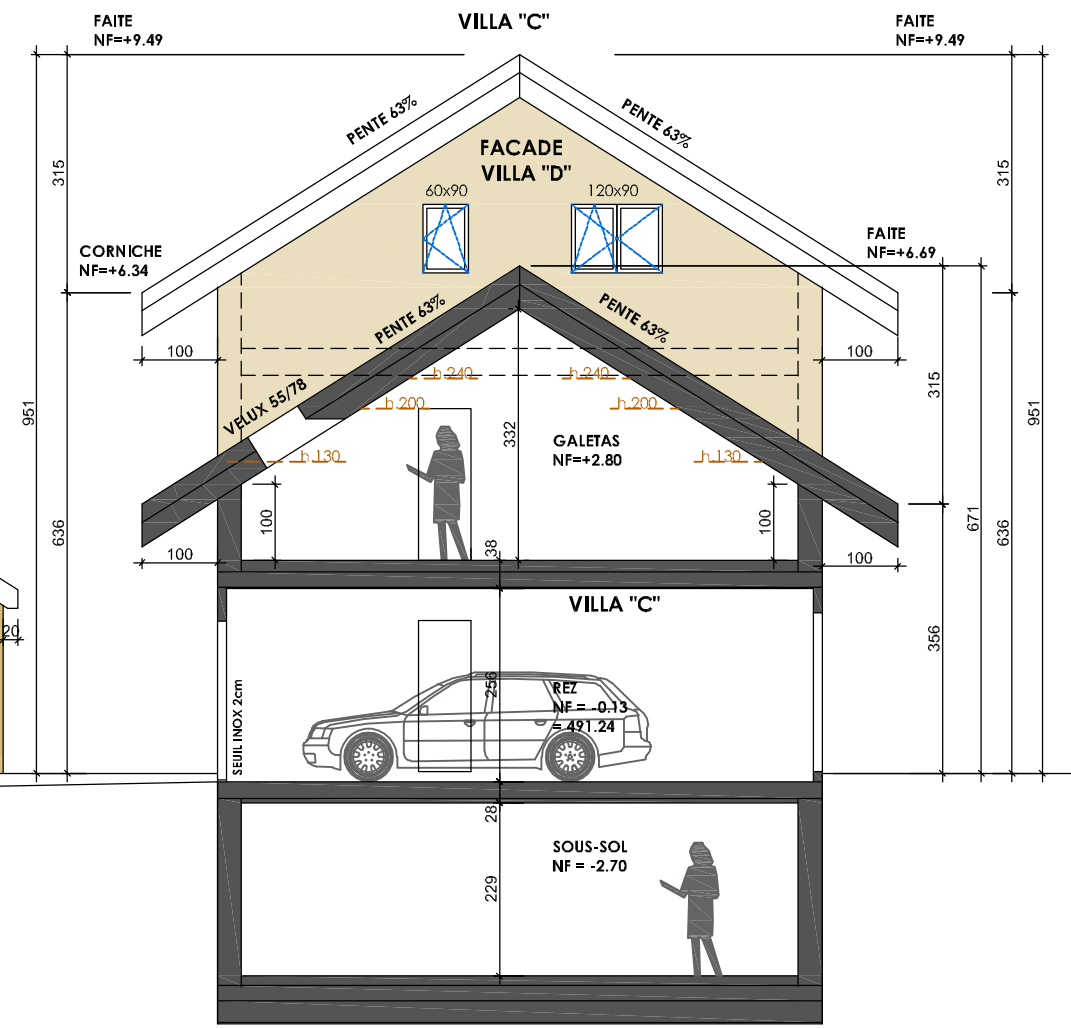 FAITE
NF=+9.49
VILLA "C"
FAITE
NF=+9.49
PENTE 63%
PENTE 63%
FACADE
VILLA "D"
315
315
60x90
120x90
CORNICHE
NF=+6.34
FAITE
NF=+6.69
PENTE 63%
PENTE 63%
100
100
h.240
h.240
VELUX 55/78
h.200
h.200
315
951
951
332
GALETAS
NF=+2.80
h.130
h.130
636
100
100
671
636
100
38
100
VILLA "C"
20
356
SEUIL INOX 2cm
256
REZ
NF = -0.13
= 491.24
28
SOUS-SOL
NF = -2.70
229